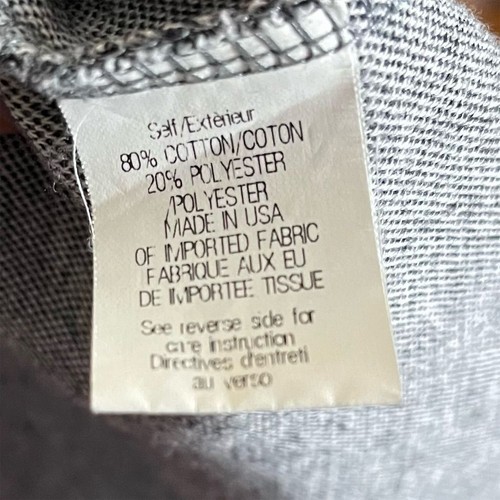 Self/Extérieur
80% COTTON/COTON
20% POLYESTER
/POLYESTER
MADE IN USA
OF IMPORTED FABRIC
FABRIQUE AUX EU
DE IMPORTEE TISSUE
See reverse side for
care instruction
Directives d'entreti
au verso